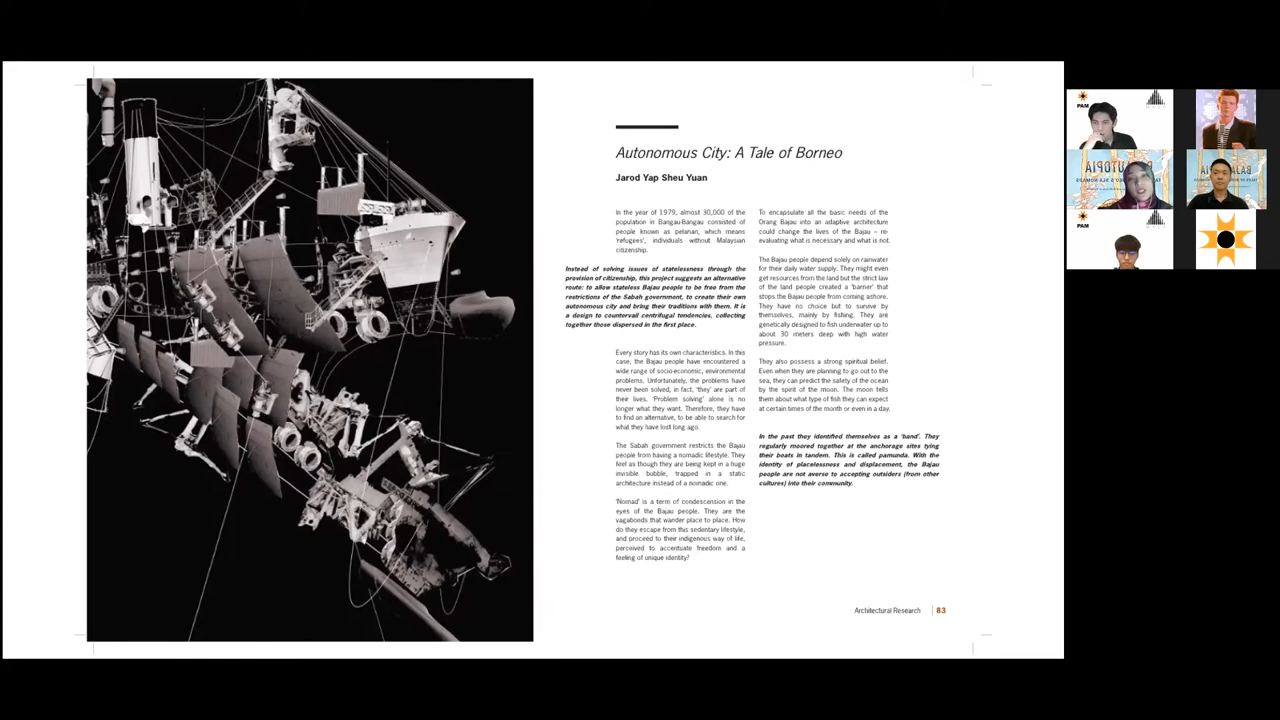 Autonomous City: A Tale of Borneo
Jarod Yap Sheu Yuan
In the year of 1979, almost 30,000 of the
population in Bangau-Bangau consisted of
people known as pelarian, which means
'refugees', individuals without Malaysian
citizenship.
Instead of solving issues of statelessness through the
provision of citizenship, this project suggests an alternative
route: to allow stateless Bajau people to be free from the
restrictions of the Sabah government, to create their own
autonomous city and bring their traditions with them. It is
a design to countervail centrifugal tendencies, collecting
together those dispersed in the first place.
Every story has its own characteristics. In this
case, the Bajau people have encountered a
wide range of socio-economic, environmental
problems. Unfortunately, the problems have
never been solved, in fact, 'they' are part of
their lives. 'Problem solving' alone is no
longer what they want. Therefore, they have
to find an alternative, to be able to search for
what they have lost long ago.
The Sabah government restricts the Bajau
people from having a nomadic lifestyle. They
feel as though they are being kept in a huge
invisible bubble, trapped in a static
architecture instead of a nomadic one.
'Nomad' is a term of condescension in the
eyes of the Bajau people. They are the
vagabonds that wander place to place. How
do they escape from this sedentary lifestyle,
and proceed to their indigenous way of life,
perceived to accentuate freedom and a
feeling of unique identity?
To encapsulate all the basic needs of the
Orang Bajau into an adaptive architecture
could change the lives of the Bajau – re-
evaluating what is necessary and what is not.
The Bajau people depend solely on rainwater
for their daily water supply. They might even
get resources from the land but the strict law
of the land people created a 'barrier' that
stops the Bajau people from coming ashore.
They have no choice but to survive by
themselves, mainly by fishing. They are
genetically designed to fish underwater up to
about 30 meters deep with high water
pressure.
They also possess a strong spiritual belief.
Even when they are planning to go out to the
sea, they can predict the safety of the ocean
by the spirit of the moon. The moon tells
them about what type of fish they can expect
at certain times of the month or even in a day.
In the past they identified themselves as a 'band'. They
regularly moored together at the anchorage sites tying
their boats in tandem. This is called pamunda. With the
identity of placelessness and displacement, the Bajau
people are not averse to accepting outsiders (from other
cultures) into their community.
Architectural Research | 83
PAM
PAM